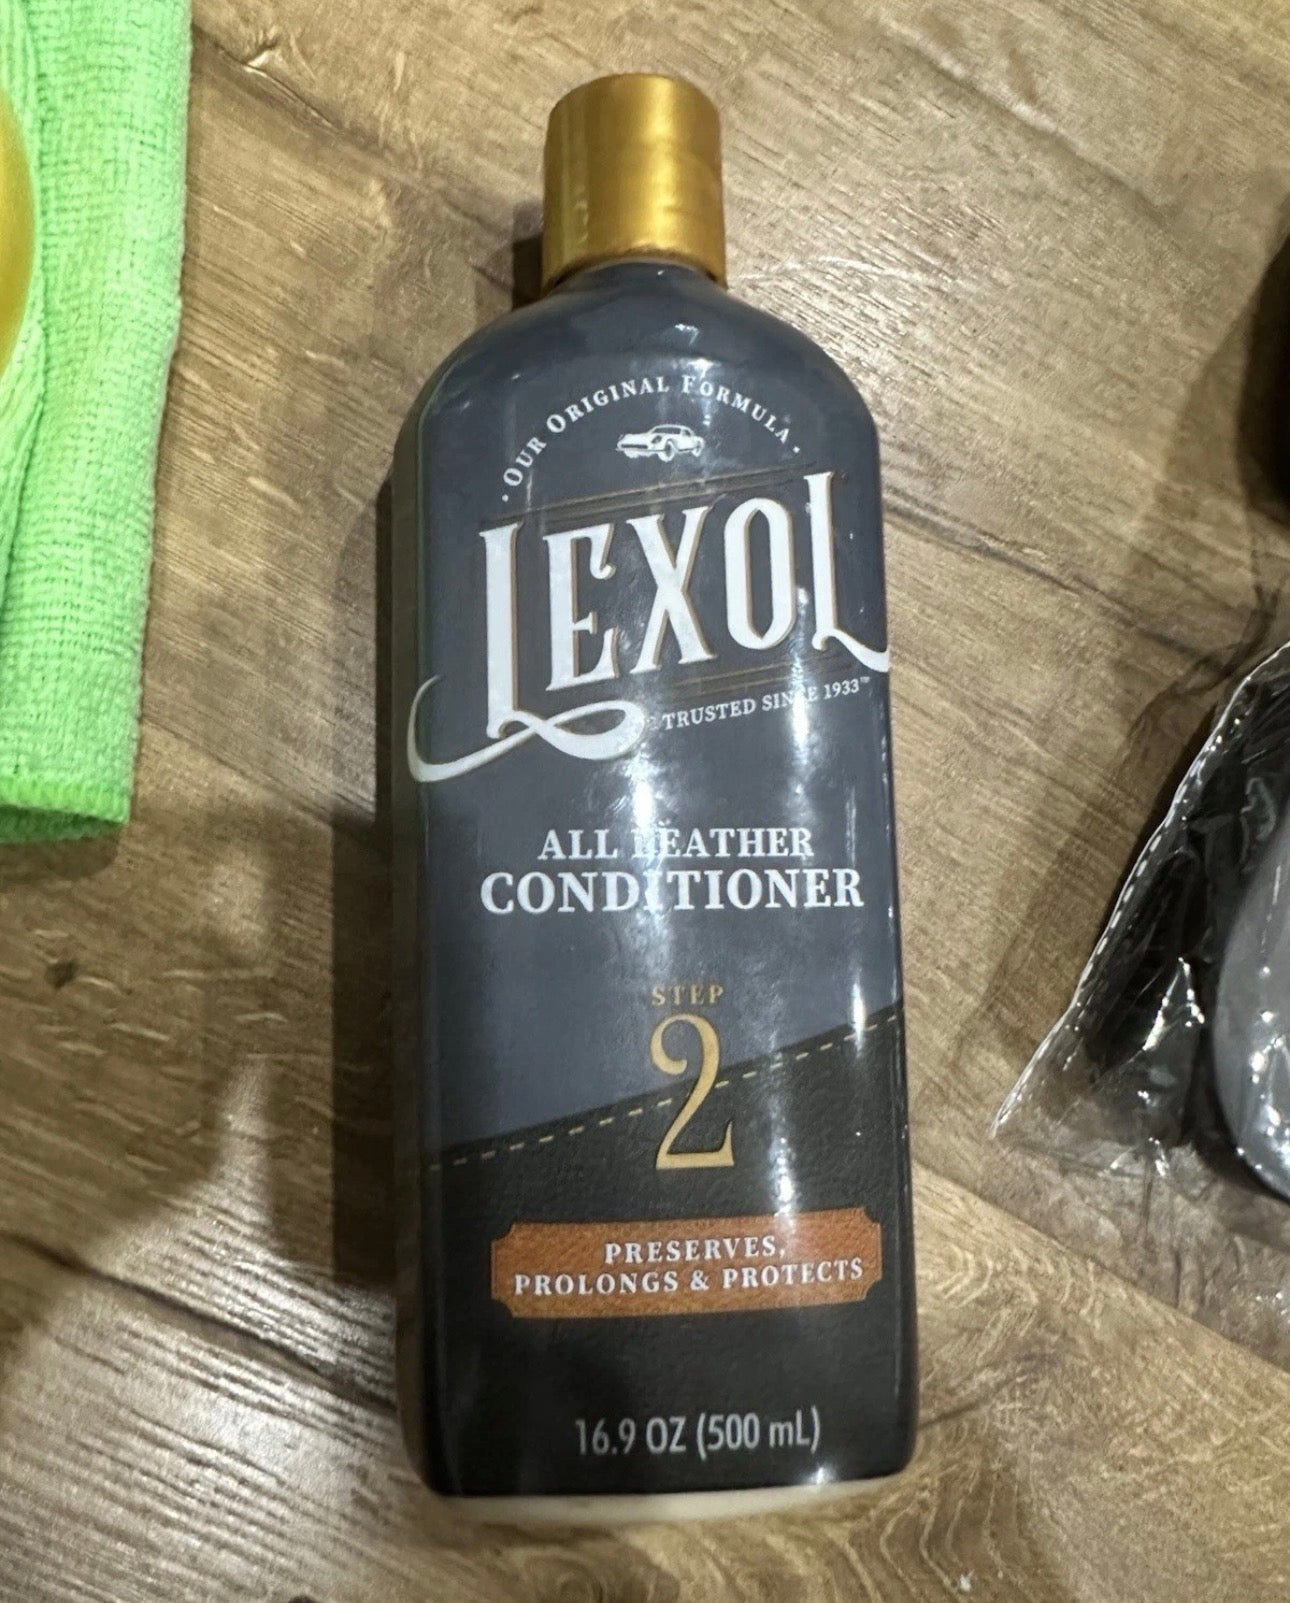 · OUR ORIGINAL FORMULA ·
LEXOL
TRUSTED SINCE 1933™
ALL LEATHER
CONDITIONER
STEP
2
PRESERVES,
PROLONGS & PROTECTS
16.9 OZ (500 mL)